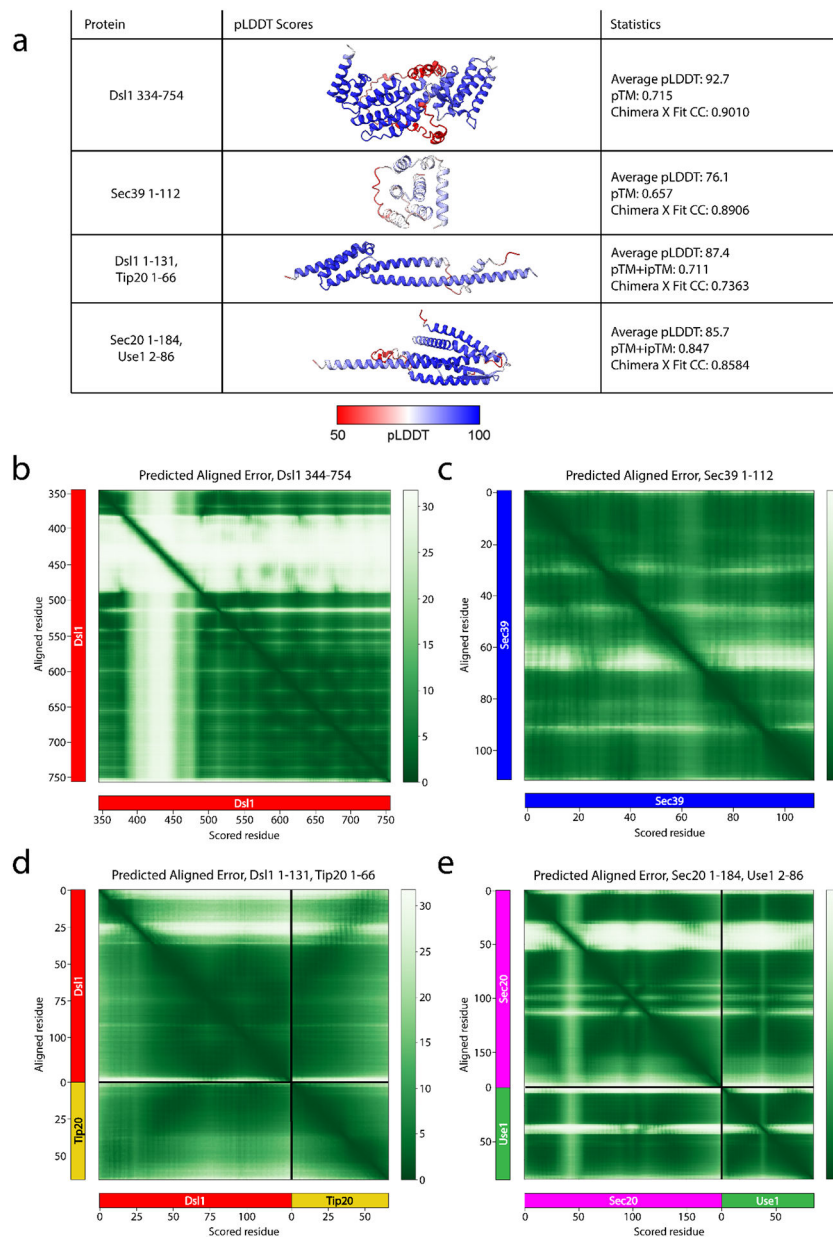 a
Protein
pLDDT Scores
Statistics
Dsl1 334-754
Average pLDDT: 92.7
pTM: 0.715
Chimera X Fit CC: 0.9010
Sec39 1-112
Average pLDDT: 76.1
pTM: 0.657
Chimera X Fit CC: 0.8906
Dsl1 1-131,
Tip20 1-66
Average pLDDT: 87.4
pTM+ipTM: 0.711
Chimera X Fit CC: 0.7363
Sec20 1-184,
Use1 2-86
Average pLDDT: 85.7
pTM+ipTM: 0.847
Chimera X Fit CC: 0.8584
50 pLDDT 100
b
Predicted Aligned Error, Dsl1 344-754
350
400
450
500
550
600
650
700
750
Aligned residue
Dsl1
30
25
20
15
10
5
0
Dsl1
350 400 450 500 550 600 650 700 750
Scored residue
c
Predicted Aligned Error, Sec39 1-112
0
20
40
60
80
100
Aligned residue
Sec39
Sec39
0 20 40 60 80 100
Scored residue
d
Predicted Aligned Error, Dsl1 1-131, Tip20 1-66
0
25
50
75
100
0
25
50
Aligned residue
Dsl1
Tip20
30
25
20
15
10
5
0
Dsl1 Tip20
0 25 50 75 100 0 25 50
Scored residue
e
Predicted Aligned Error, Sec20 1-184, Use1 2-86
0
50
100
150
0
50
Aligned residue
Sec20
Use1
Sec20 Use1
0 50 100 150 0 50
Scored residue